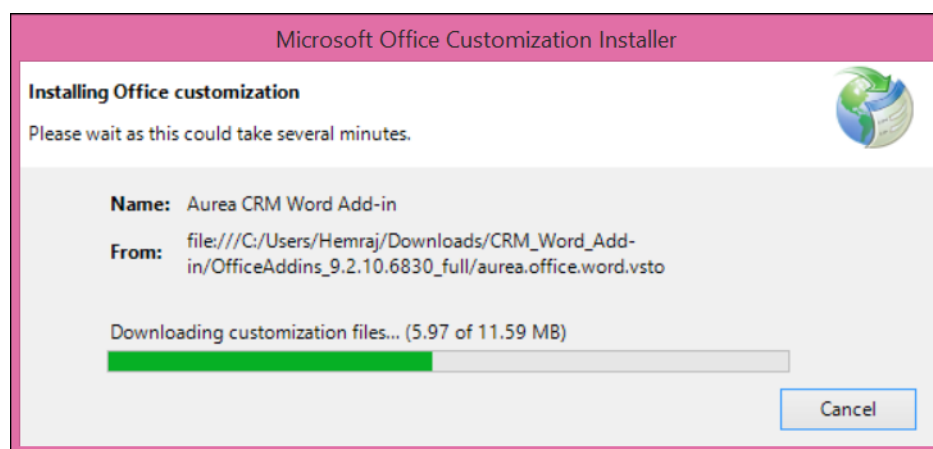 Microsoft Office Customization Installer
Installing Office customization
Please wait as this could take several minutes.
Name: Aurea CRM Word Add-in
From: file:///C:/Users/Hemraj/Downloads/CRM_Word_Add-
in/OfficeAddins_9.2.10.6830_full/aurea.office.word.vsto
Downloading customization files... (5.97 of 11.59 MB)
Cancel